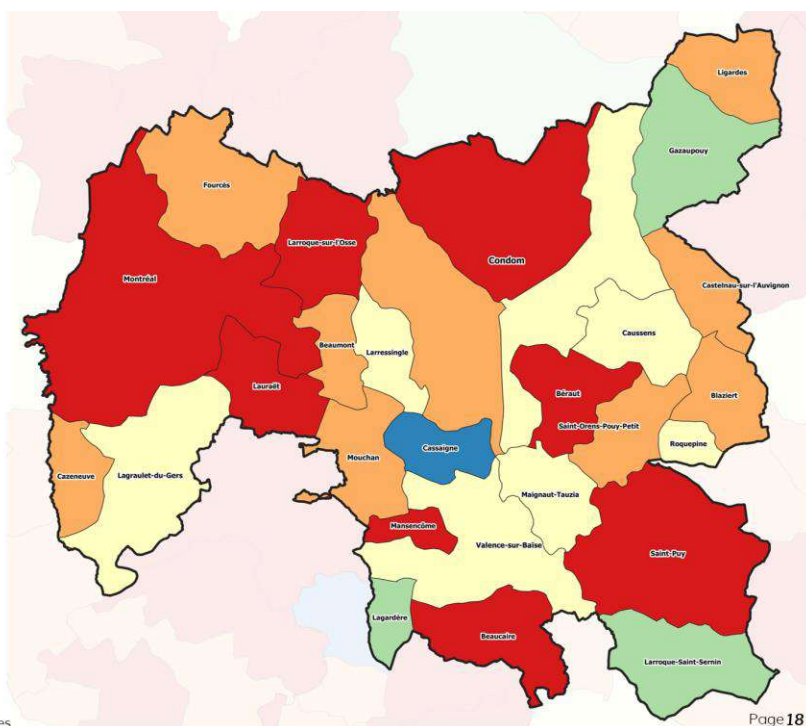 Ligardes
Gazaupouy
Fourcès
Larroque-sur-l'Osse
Condom
Montréal
Castelnau-sur-l'Auvignon
Caussens
Beaumont
Larressingle
Lauraët
Béraut
Blaziert
Saint-Orens-Pouy-Petit
Roquepine
Cassaigne
Mouchan
Cazeneuve
Lagraulet-du-Gers
Maignaut-Tauzia
Mansencôme
Valence-sur-Baïse
Saint-Puy
Lagardère
Beaucaire
Larroque-Saint-Sernin
es
Page 18